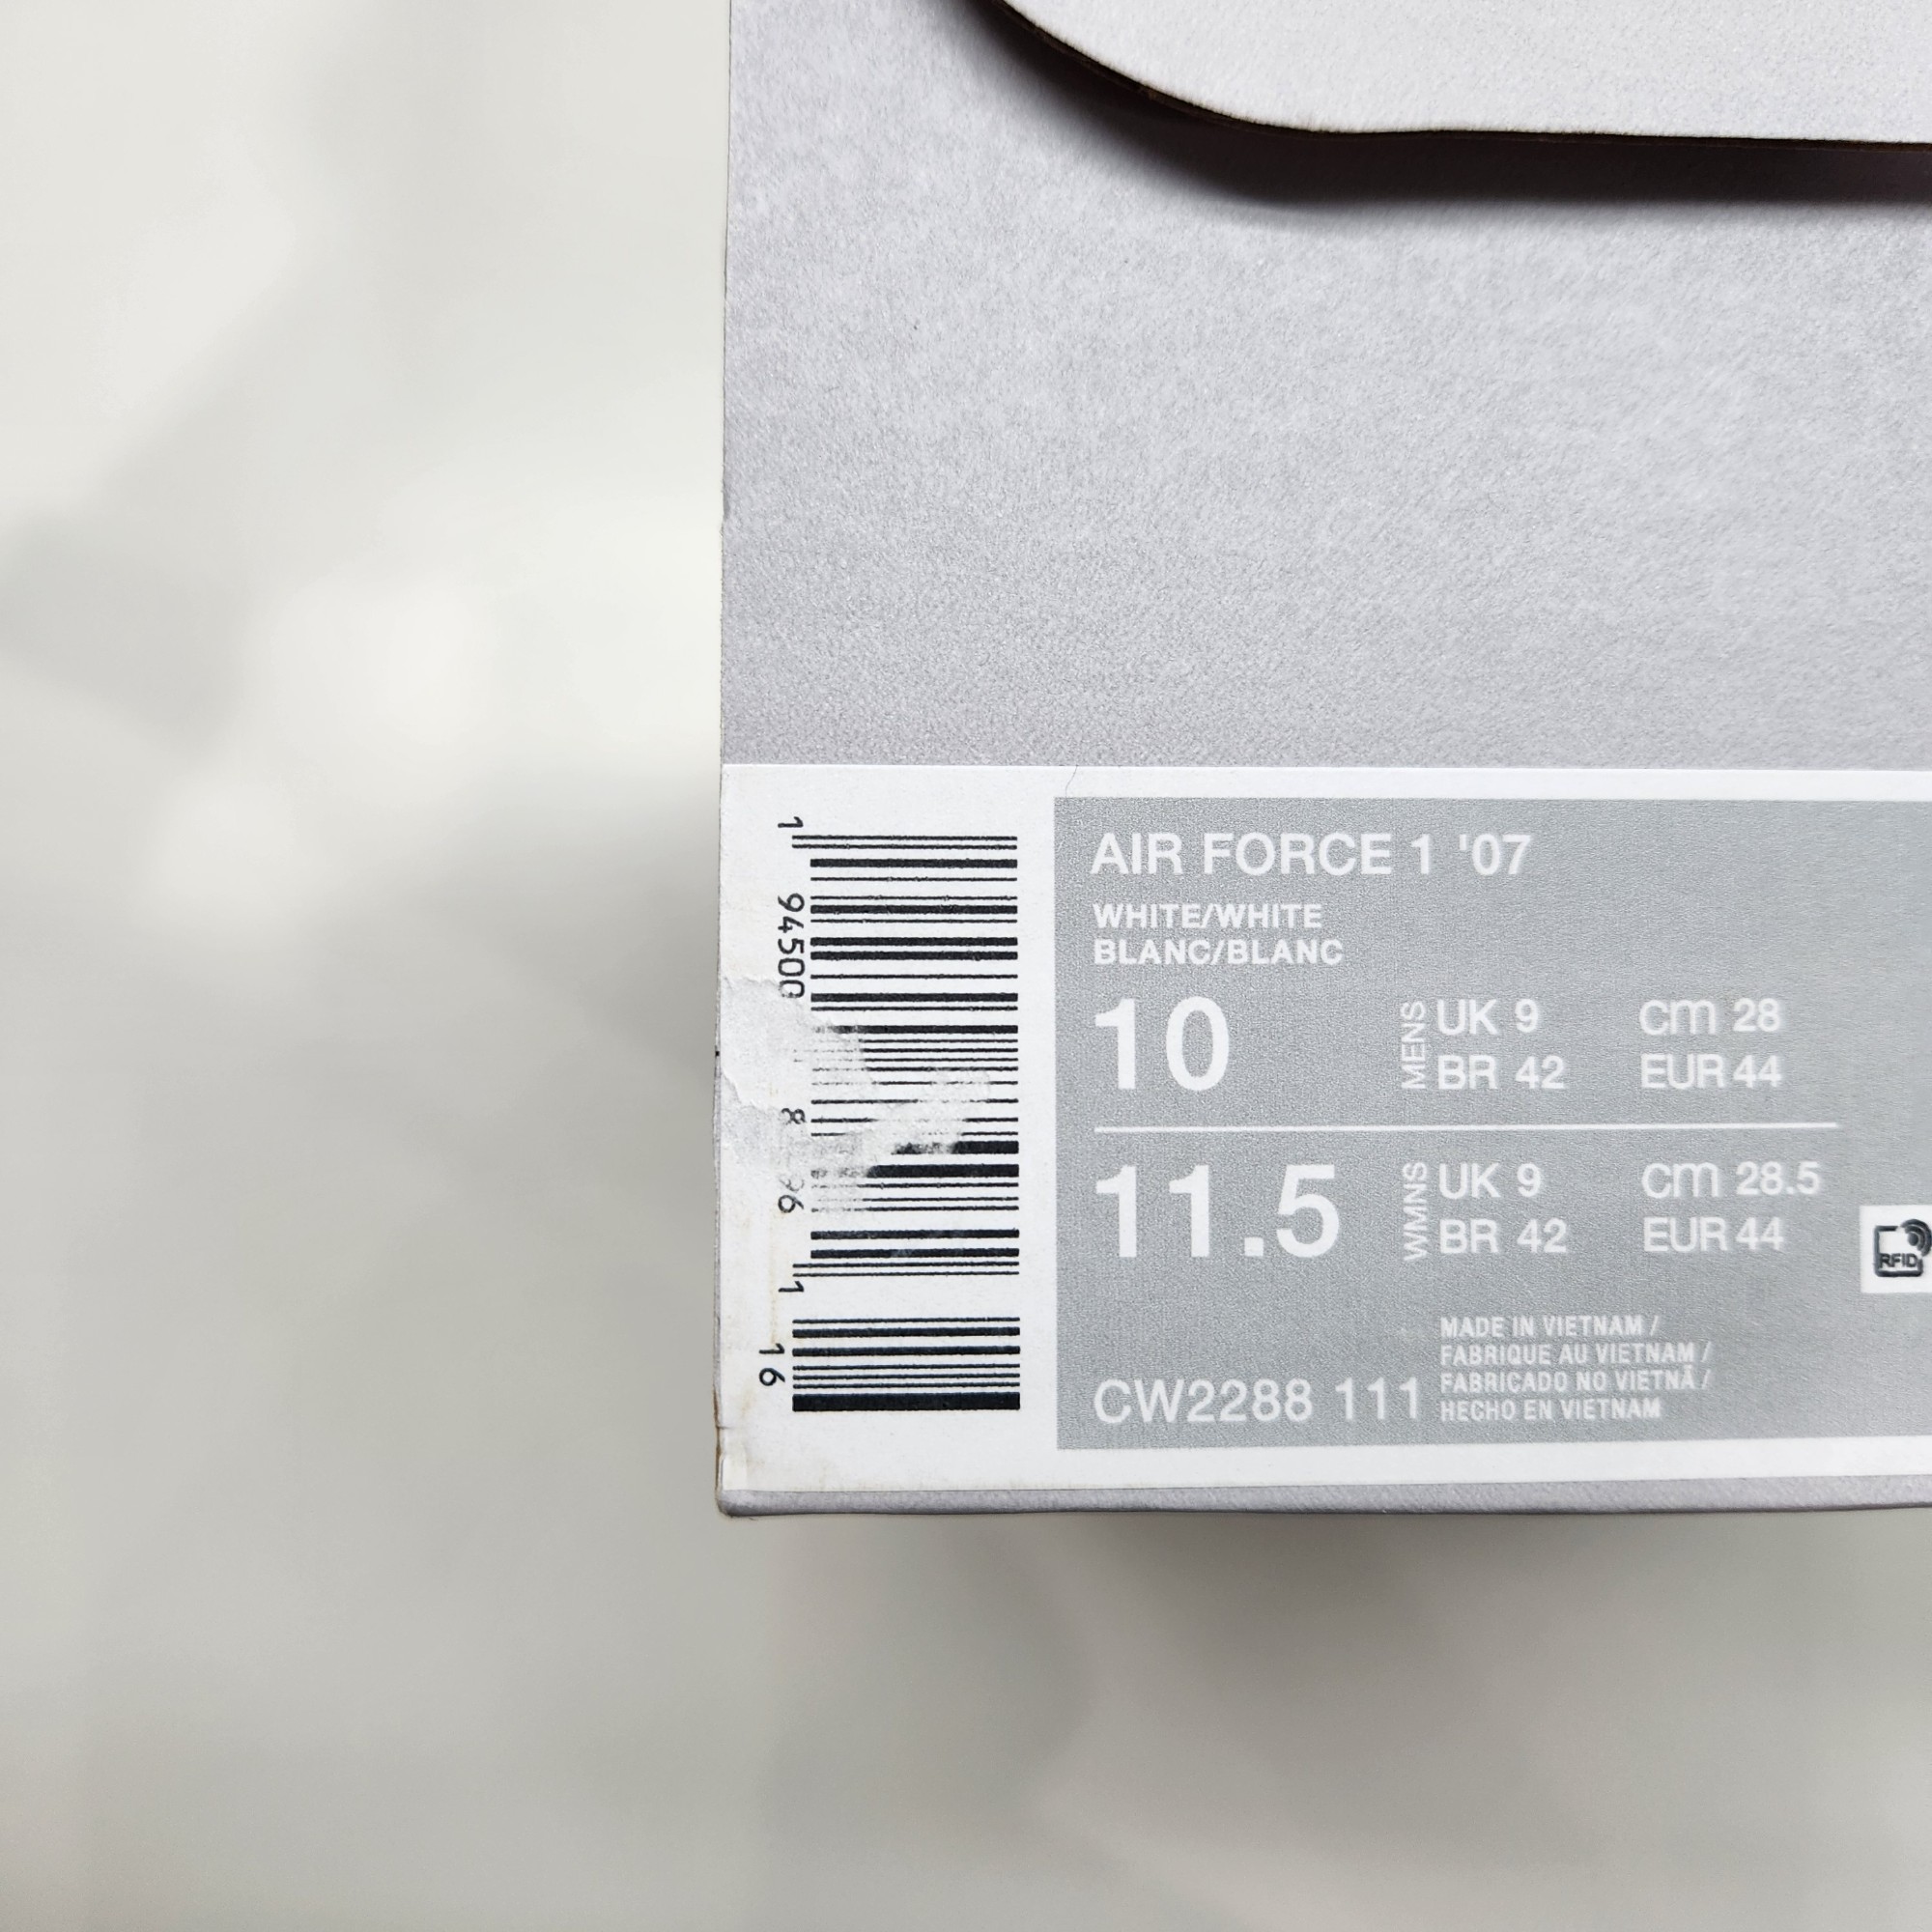 AIR FORCE 1 '07
WHITE/WHITE
BLANC/BLANC
10 MENS UK 9 cm 28
BR 42 EUR 44
11.5 WMNS UK 9 cm 28.5
BR 42 EUR 44
RFID
MADE IN VIETNAM /
FABRIQUE AU VIETNAM /
FABRICADO NO VIETNÃ /
HECHO EN VIETNAM
CW2288 111
1 94500
1
16